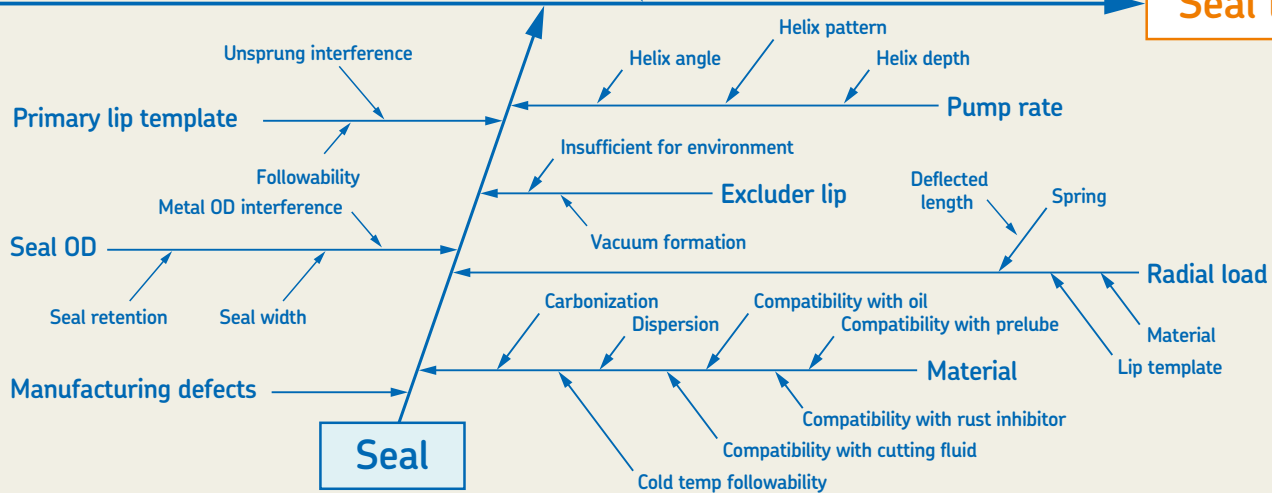 Seal
Helix pattern
Unsprung interference
Helix angle
Helix depth
Primary lip template
Pump rate
Insufficient for environment
Followability
Excluder lip
Deflected
length
Spring
Metal OD interference
Vacuum formation
Seal OD
Radial load
Seal retention
Seal width
Carbonization
Compatibility with oil
Dispersion
Compatibility with prelube
Material
Lip template
Manufacturing defects
Material
Compatibility with rust inhibitor
Seal
Compatibility with cutting fluid
Cold temp followability